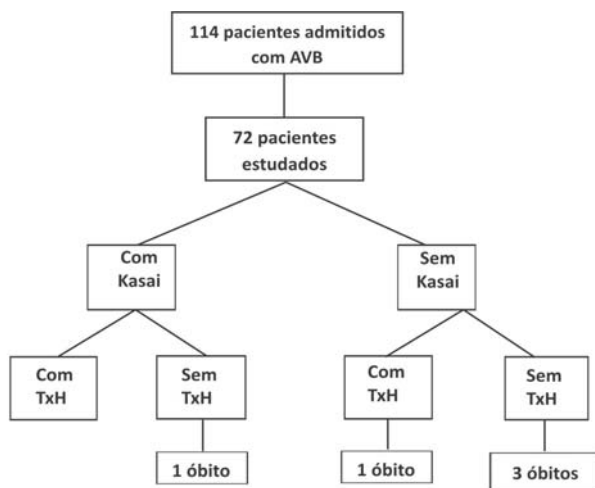 114 pacientes admitidos
com AVB
72 pacientes
estudados
Com
Kasai
Sem
Kasai
Com
TxH
Sem
TxH
Com
TxH
Sem
TxH
1 óbito
1 óbito
3 óbitos